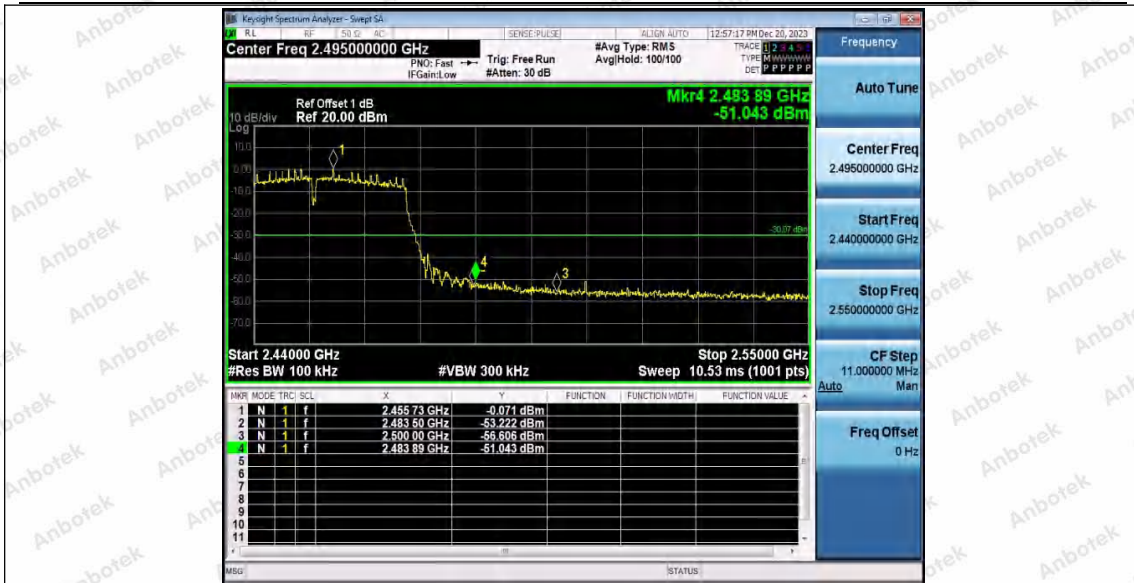 Keysight Spectrum Analyzer - Swept SA
RL RF 50 Ω AC SENSE:PULSE ALIGN AUTO 12:57:17 PM Dec 20, 2023
Center Freq 2.495000000 GHz #Avg Type: RMS TRACE 1 2 3 4 5 6
PNO: Fast Trig: Free Run Avg|Hold: 100/100 TYPE M WWWWW
IFGain:Low #Atten: 30 dB DET P P P P P P
Mkr4 2.483 89 GHz
-51.043 dBm
Ref Offset 1 dB
10 dB/div Ref 20.00 dBm
Log
10.0
0.00
-10.0
-20.0
-30.0
-40.0
-50.0
-60.0
-70.0
1
4
3
-30.07 dBm
Start 2.44000 GHz Stop 2.55000 GHz
#Res BW 100 kHz #VBW 300 kHz Sweep 10.53 ms (1001 pts)
MKR MODE TRC SCL X Y FUNCTION FUNCTION WIDTH FUNCTION VALUE
1 N 1 f 2.455 73 GHz -0.071 dBm
2 N 1 f 2.483 50 GHz -53.222 dBm
3 N 1 f 2.500 00 GHz -56.606 dBm
4 N 1 f 2.483 89 GHz -51.043 dBm
5
6
7
8
9
10
11
MSG STATUS
Frequency
Auto Tune
Center Freq
2.495000000 GHz
Start Freq
2.440000000 GHz
Stop Freq
2.550000000 GHz
CF Step
11.000000 MHz
Auto Man
Freq Offset
0 Hz
Anbotek